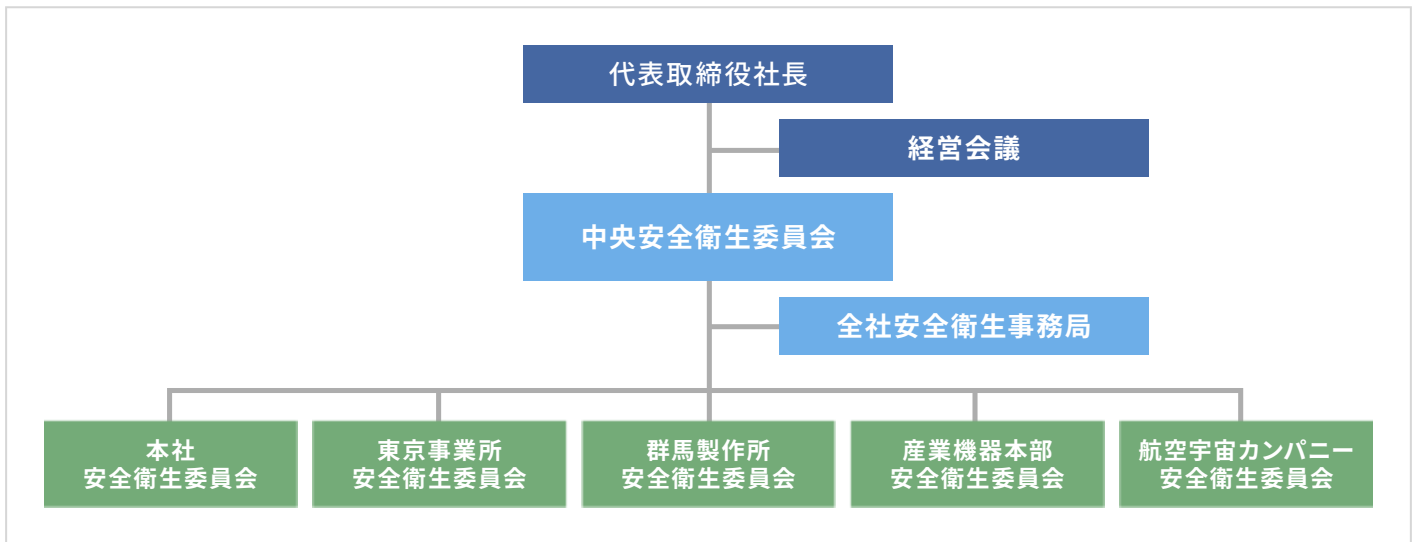 代表取締役社長
経営会議
中央安全衛生委員会
全社安全衛生事務局
本社
安全衛生委員会
東京事業所
安全衛生委員会
群馬製作所
安全衛生委員会
産業機器本部
安全衛生委員会
航空宇宙カンパニー
安全衛生委員会